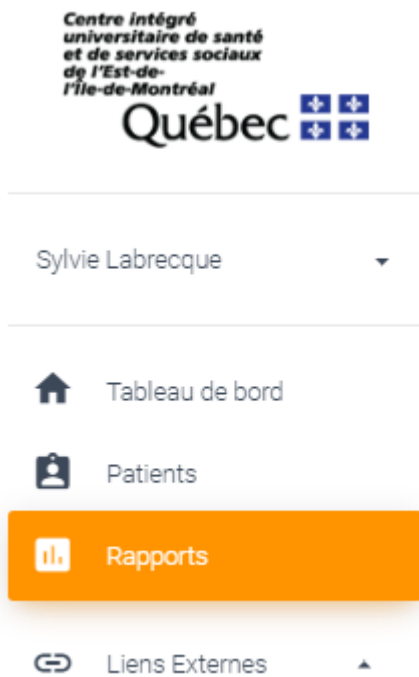 Centre intégré
universitaire de santé
et de services sociaux
de l'Est-de-
l'Île-de-Montréal
Québec
Sylvie Labrecque
Tableau de bord
Patients
Rapports
Liens Externes